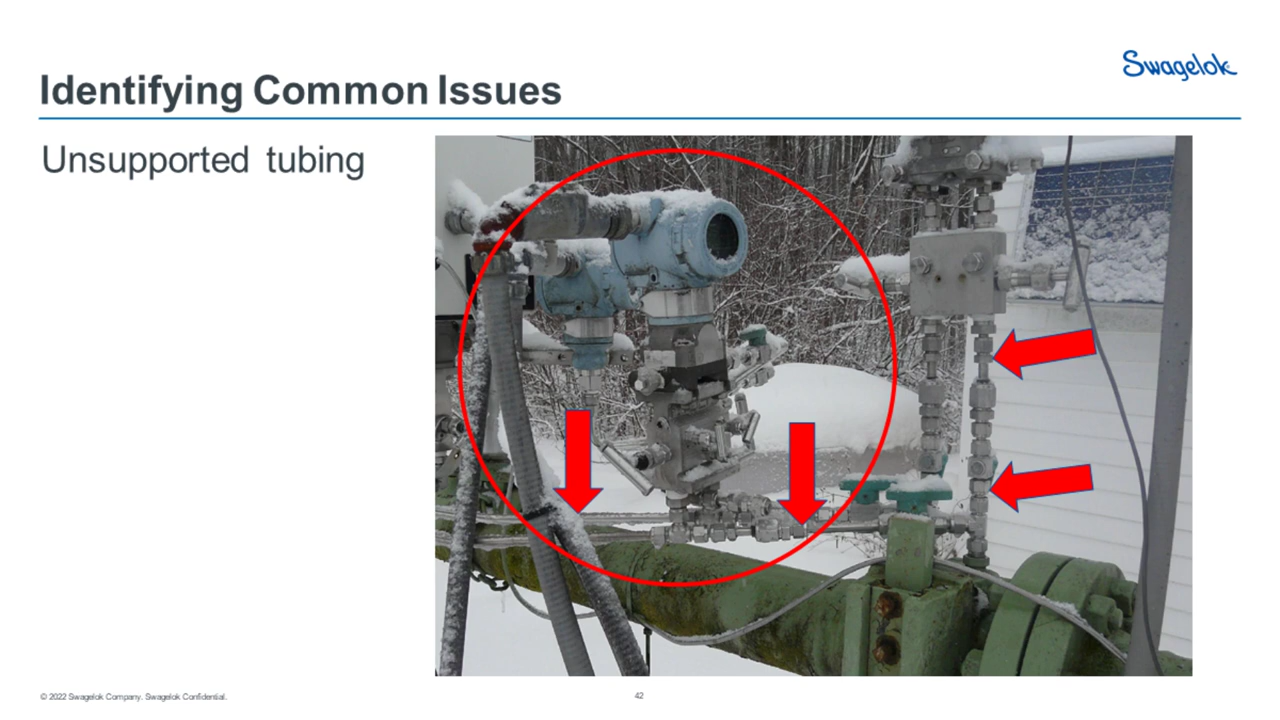 Swagelok
Identifying Common Issues
Unsupported tubing
© 2022 Swagelok Company. Swagelok Confidential.
42